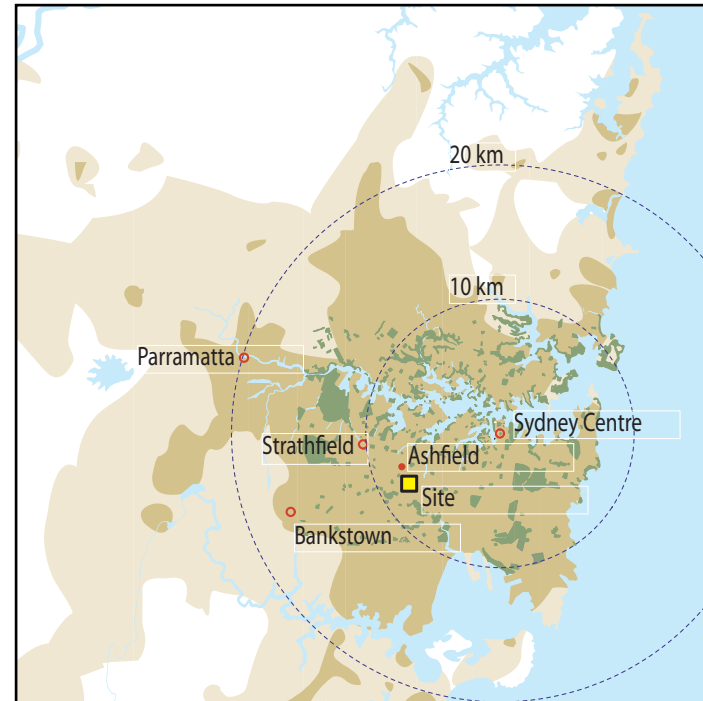 20 km
10 km
Parramatta
Sydney Centre
Strathfield
Ashfield
Site
Bankstown